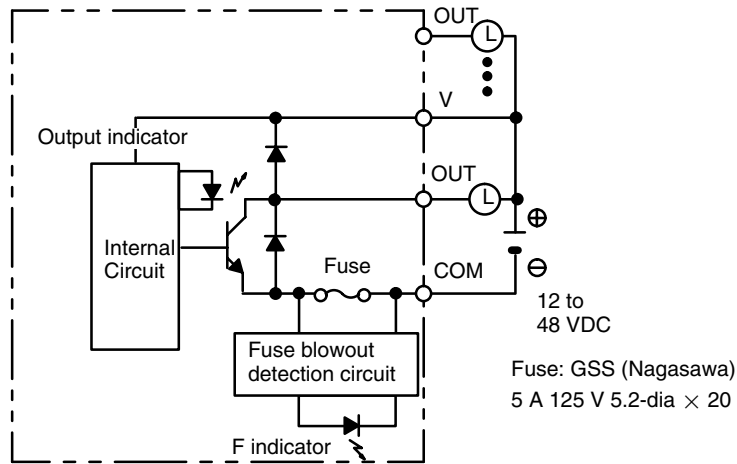 OUT
L
V
Output indicator
OUT
L
Internal
Circuit
Fuse
COM
⊕
⊖
12 to
48 VDC
Fuse blowout
detection circuit
Fuse: GSS (Nagasawa)
5 A 125 V 5.2-dia × 20
F indicator